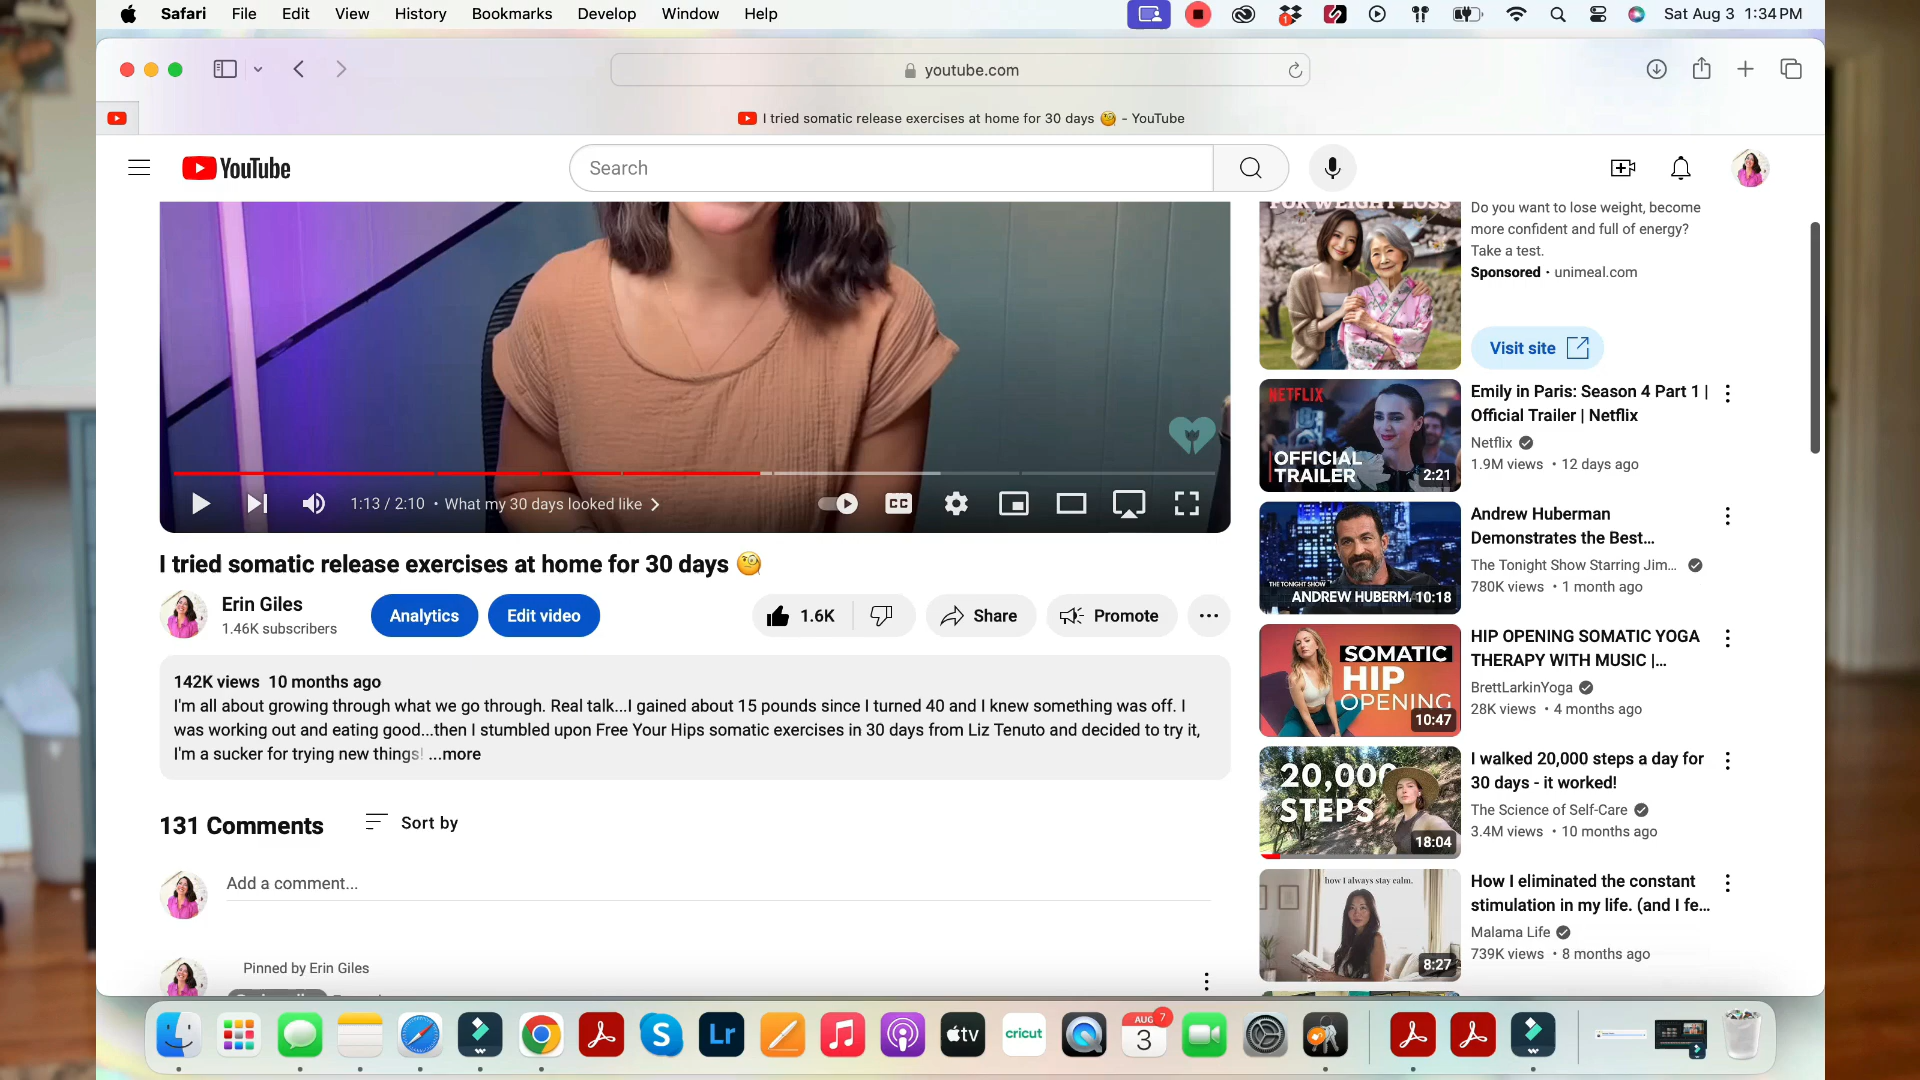 Safari File Edit View History Bookmarks Develop Window Help
Sat Aug 3 1:34 PM
youtube.com
I tried somatic release exercises at home for 30 days 🧐 - YouTube
YouTube
Search
FOR WEIGHT LOSS
Do you want to lose weight, become
more confident and full of energy?
Take a test.
Sponsored · unimeal.com
Visit site
1:13 / 2:10 • What my 30 days looked like
CC
I tried somatic release exercises at home for 30 days 🧐
Erin Giles
1.46K subscribers
Analytics
Edit video
1.6K
Share
Promote
142K views 10 months ago
I'm all about growing through what we go through. Real talk...I gained about 15 pounds since I turned 40 and I knew something was off. I
was working out and eating good...then I stumbled upon Free Your Hips somatic exercises in 30 days from Liz Tenuto and decided to try it,
I'm a sucker for trying new things! ...more
131 Comments
Sort by
Add a comment...
Pinned by Erin Giles
NETFLIX
OFFICIAL
TRAILER
2:21
Emily in Paris: Season 4 Part 1 |
Official Trailer | Netflix
Netflix
1.9M views • 12 days ago
THE TONIGHT SHOW
ANDREW HUBERM
10:18
Andrew Huberman
Demonstrates the Best...
The Tonight Show Starring Jim...
780K views • 1 month ago
SOMATIC
HIP
OPENING
10:47
HIP OPENING SOMATIC YOGA
THERAPY WITH MUSIC |...
BrettLarkinYoga
28K views • 4 months ago
20,000
STEPS
18:04
I walked 20,000 steps a day for
30 days - it worked!
The Science of Self-Care
3.4M views • 10 months ago
how I always stay calm.
8:27
How I eliminated the constant
stimulation in my life. (and I fe...
Malama Life
739K views • 8 months ago
S
Lr
tv
cricut
AUG
3
7